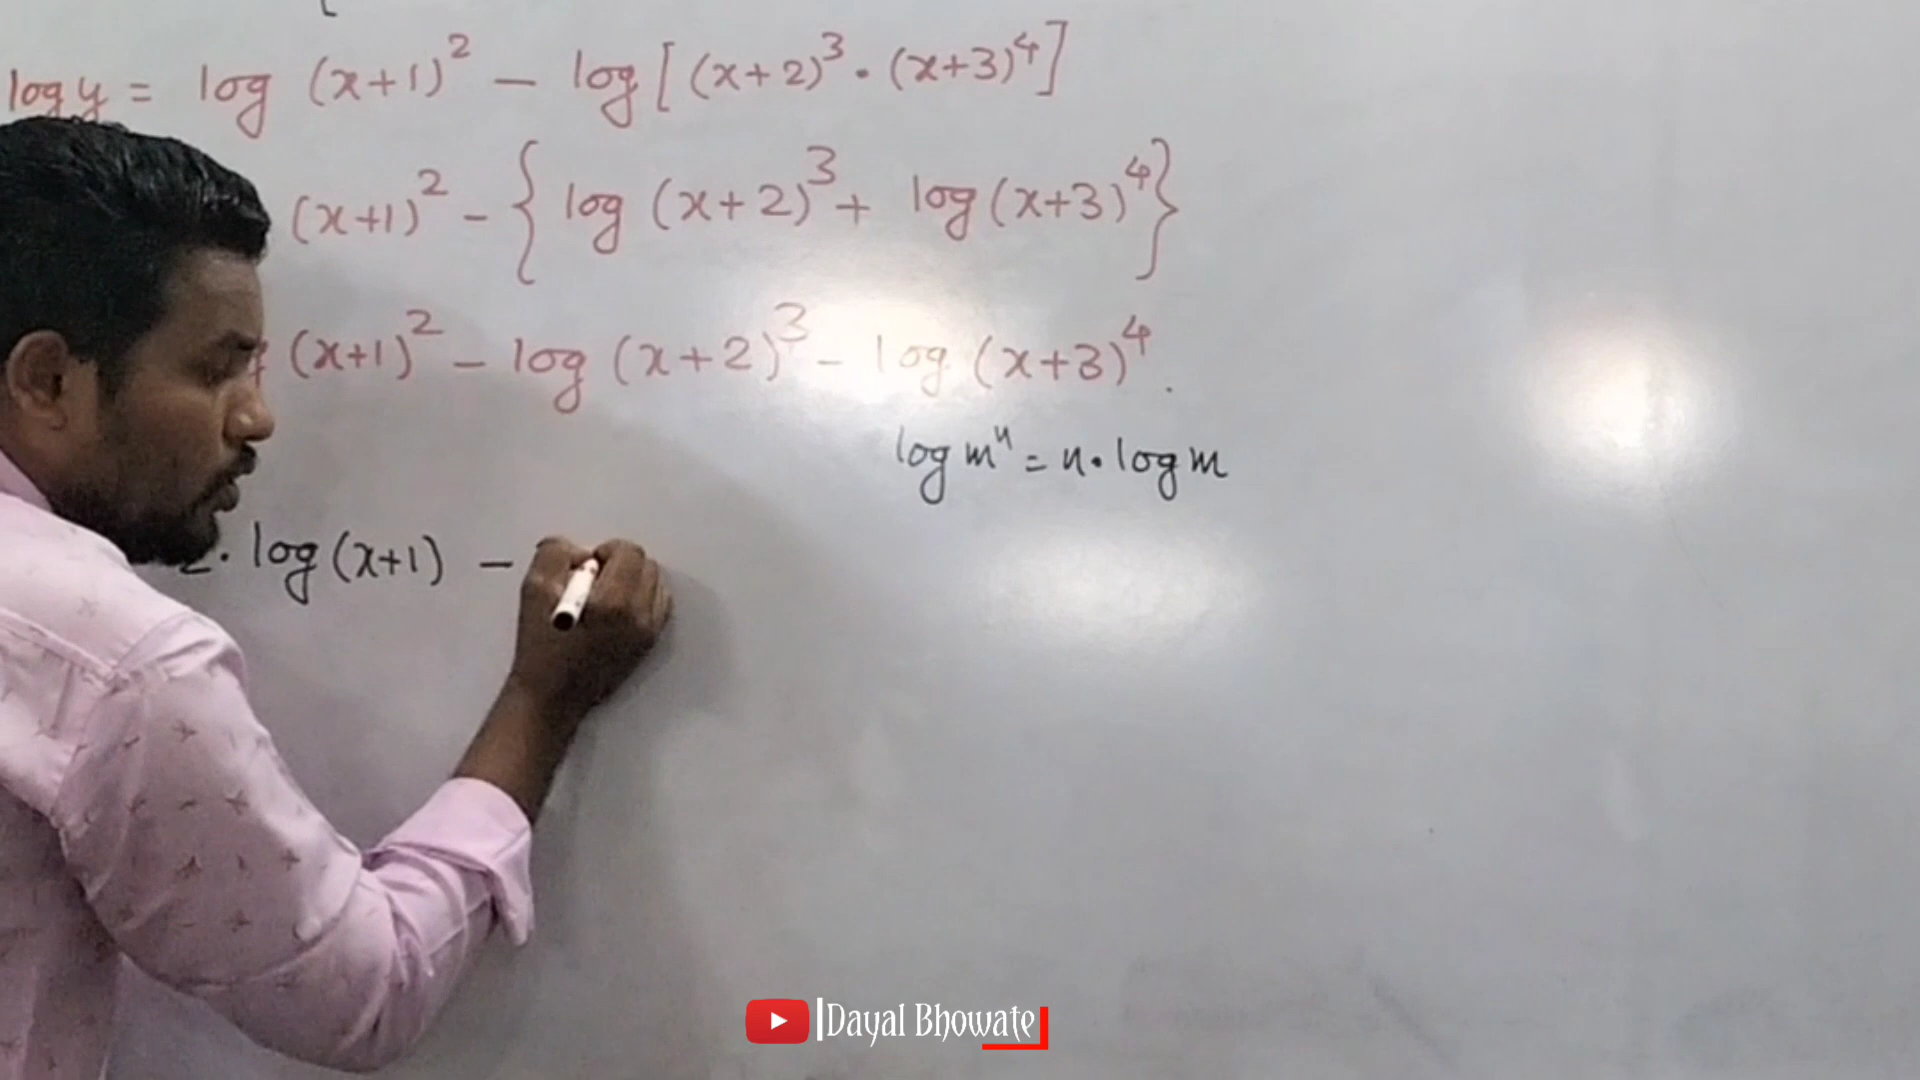 log y = log (x+1)² - log [(x+2)³ · (x+3)⁴]
(x+1)² - { log (x+2)³ + log (x+3)⁴ }
(x+1)² - log (x+2)³ - log (x+3)⁴.
log mⁿ = n · log m
2 · log (x+1) -
Dayal Bhowate